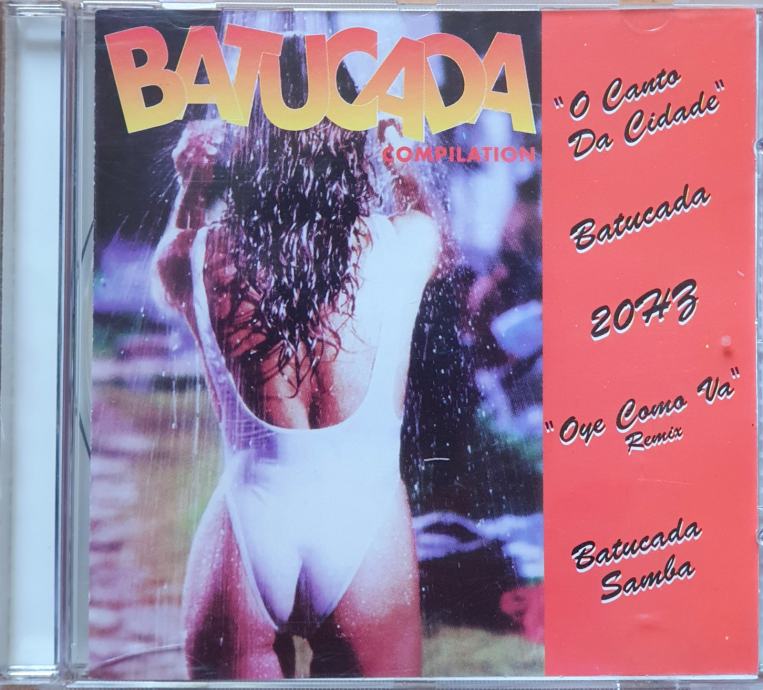 BATUCADA
COMPILATION
"O Canto
Da Cidade"
Batucada
20HZ
"Oye Como Va"
Remix
Batucada
Samba